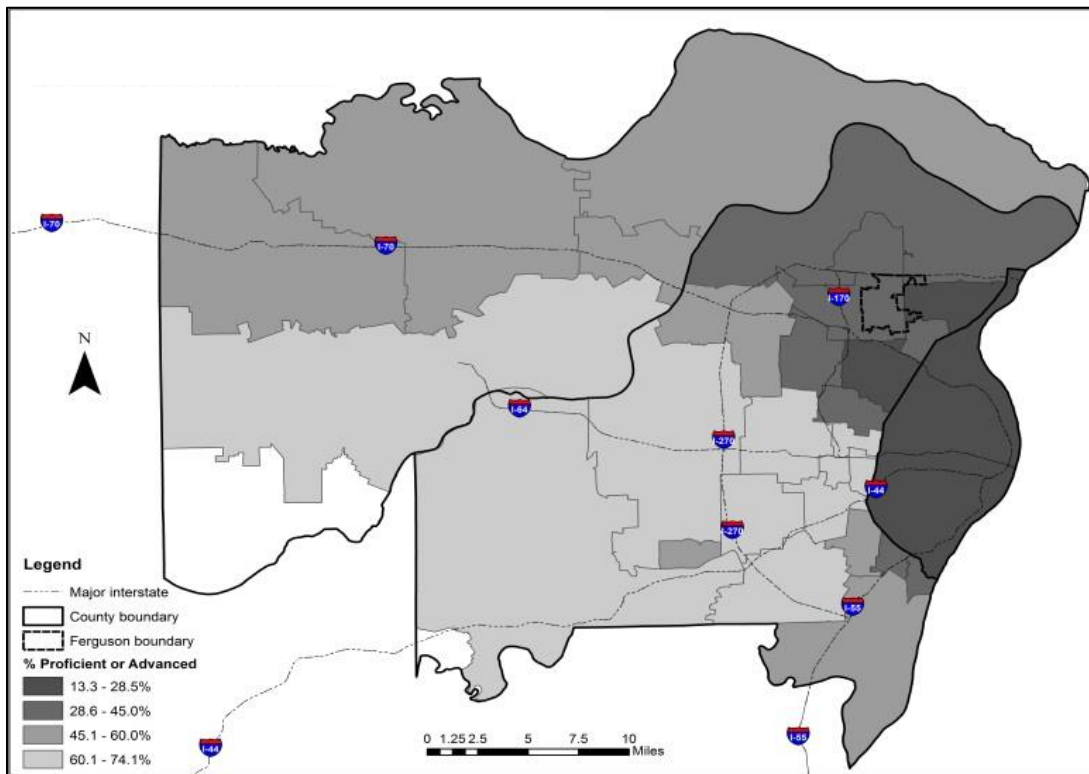 I-70
I-70
I-170
N
I-64
I-270
I-44
I-270
Legend
Major interstate
County boundary
Ferguson boundary
% Proficient or Advanced
13.3 - 28.5%
28.6 - 45.0%
45.1 - 60.0%
60.1 - 74.1%
I-55
I-44
I-55
0 1.25 2.5 5 7.5 10
Miles